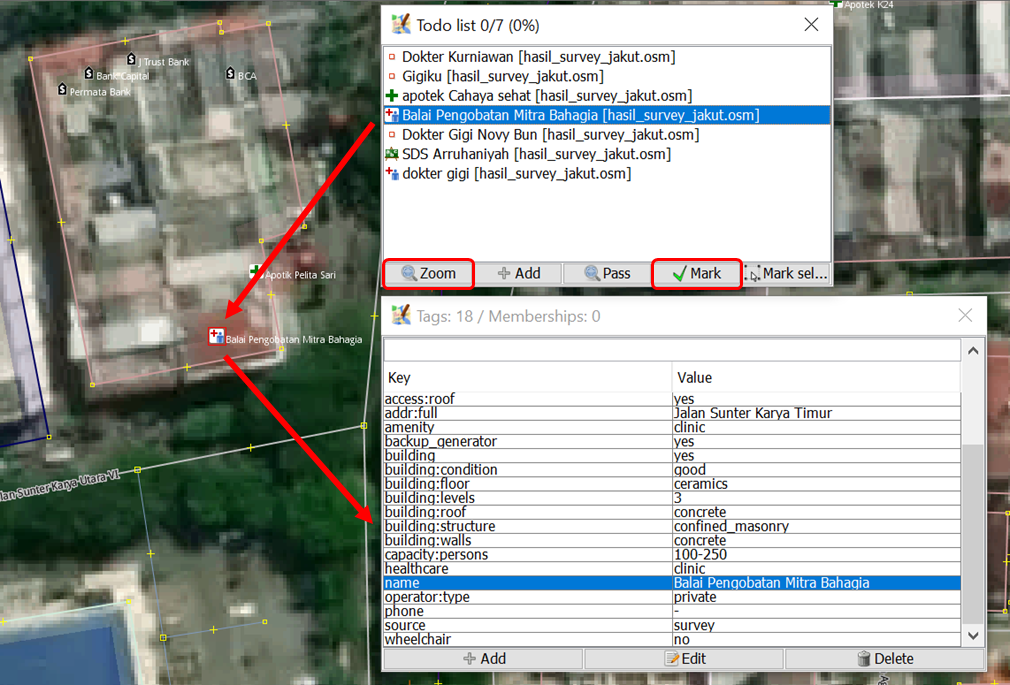 Apotek K24
J Trust Bank
Bank Capital
BCA
Permata Bank
Apotik Pelita Sari
Balai Pengobatan Mitra Bahagia
Jalan Sunter Karya Utara VI
Todo list 0/7 (0%)
Dokter Kurniawan [hasil_survey_jakut.osm]
Gigiku [hasil_survey_jakut.osm]
apotek Cahaya sehat [hasil_survey_jakut.osm]
Balai Pengobatan Mitra Bahagia [hasil_survey_jakut.osm]
Dokter Gigi Novy Bun [hasil_survey_jakut.osm]
SDS Arruhaniyah [hasil_survey_jakut.osm]
dokter gigi [hasil_survey_jakut.osm]
Zoom Add Pass Mark Mark sel...
Tags: 18 / Memberships: 0
Key Value
access:roof yes
addr:full Jalan Sunter Karya Timur
amenity clinic
backup_generator yes
building yes
building:condition good
building:floor ceramics
building:levels 3
building:roof concrete
building:structure confined_masonry
building:walls concrete
capacity:persons 100-250
healthcare clinic
name Balai Pengobatan Mitra Bahagia
operator:type private
phone -
source survey
wheelchair no
Add Edit Delete